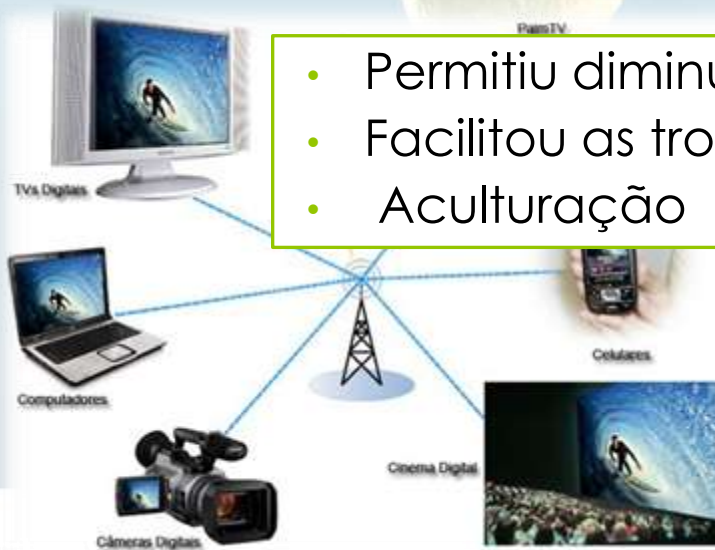 PalmTV
• Permitiu diminu
• Facilitou as tro
• Aculturação
TVs Digitais
Celulares
Computadores
Cinema Digital
Câmeras Digitais